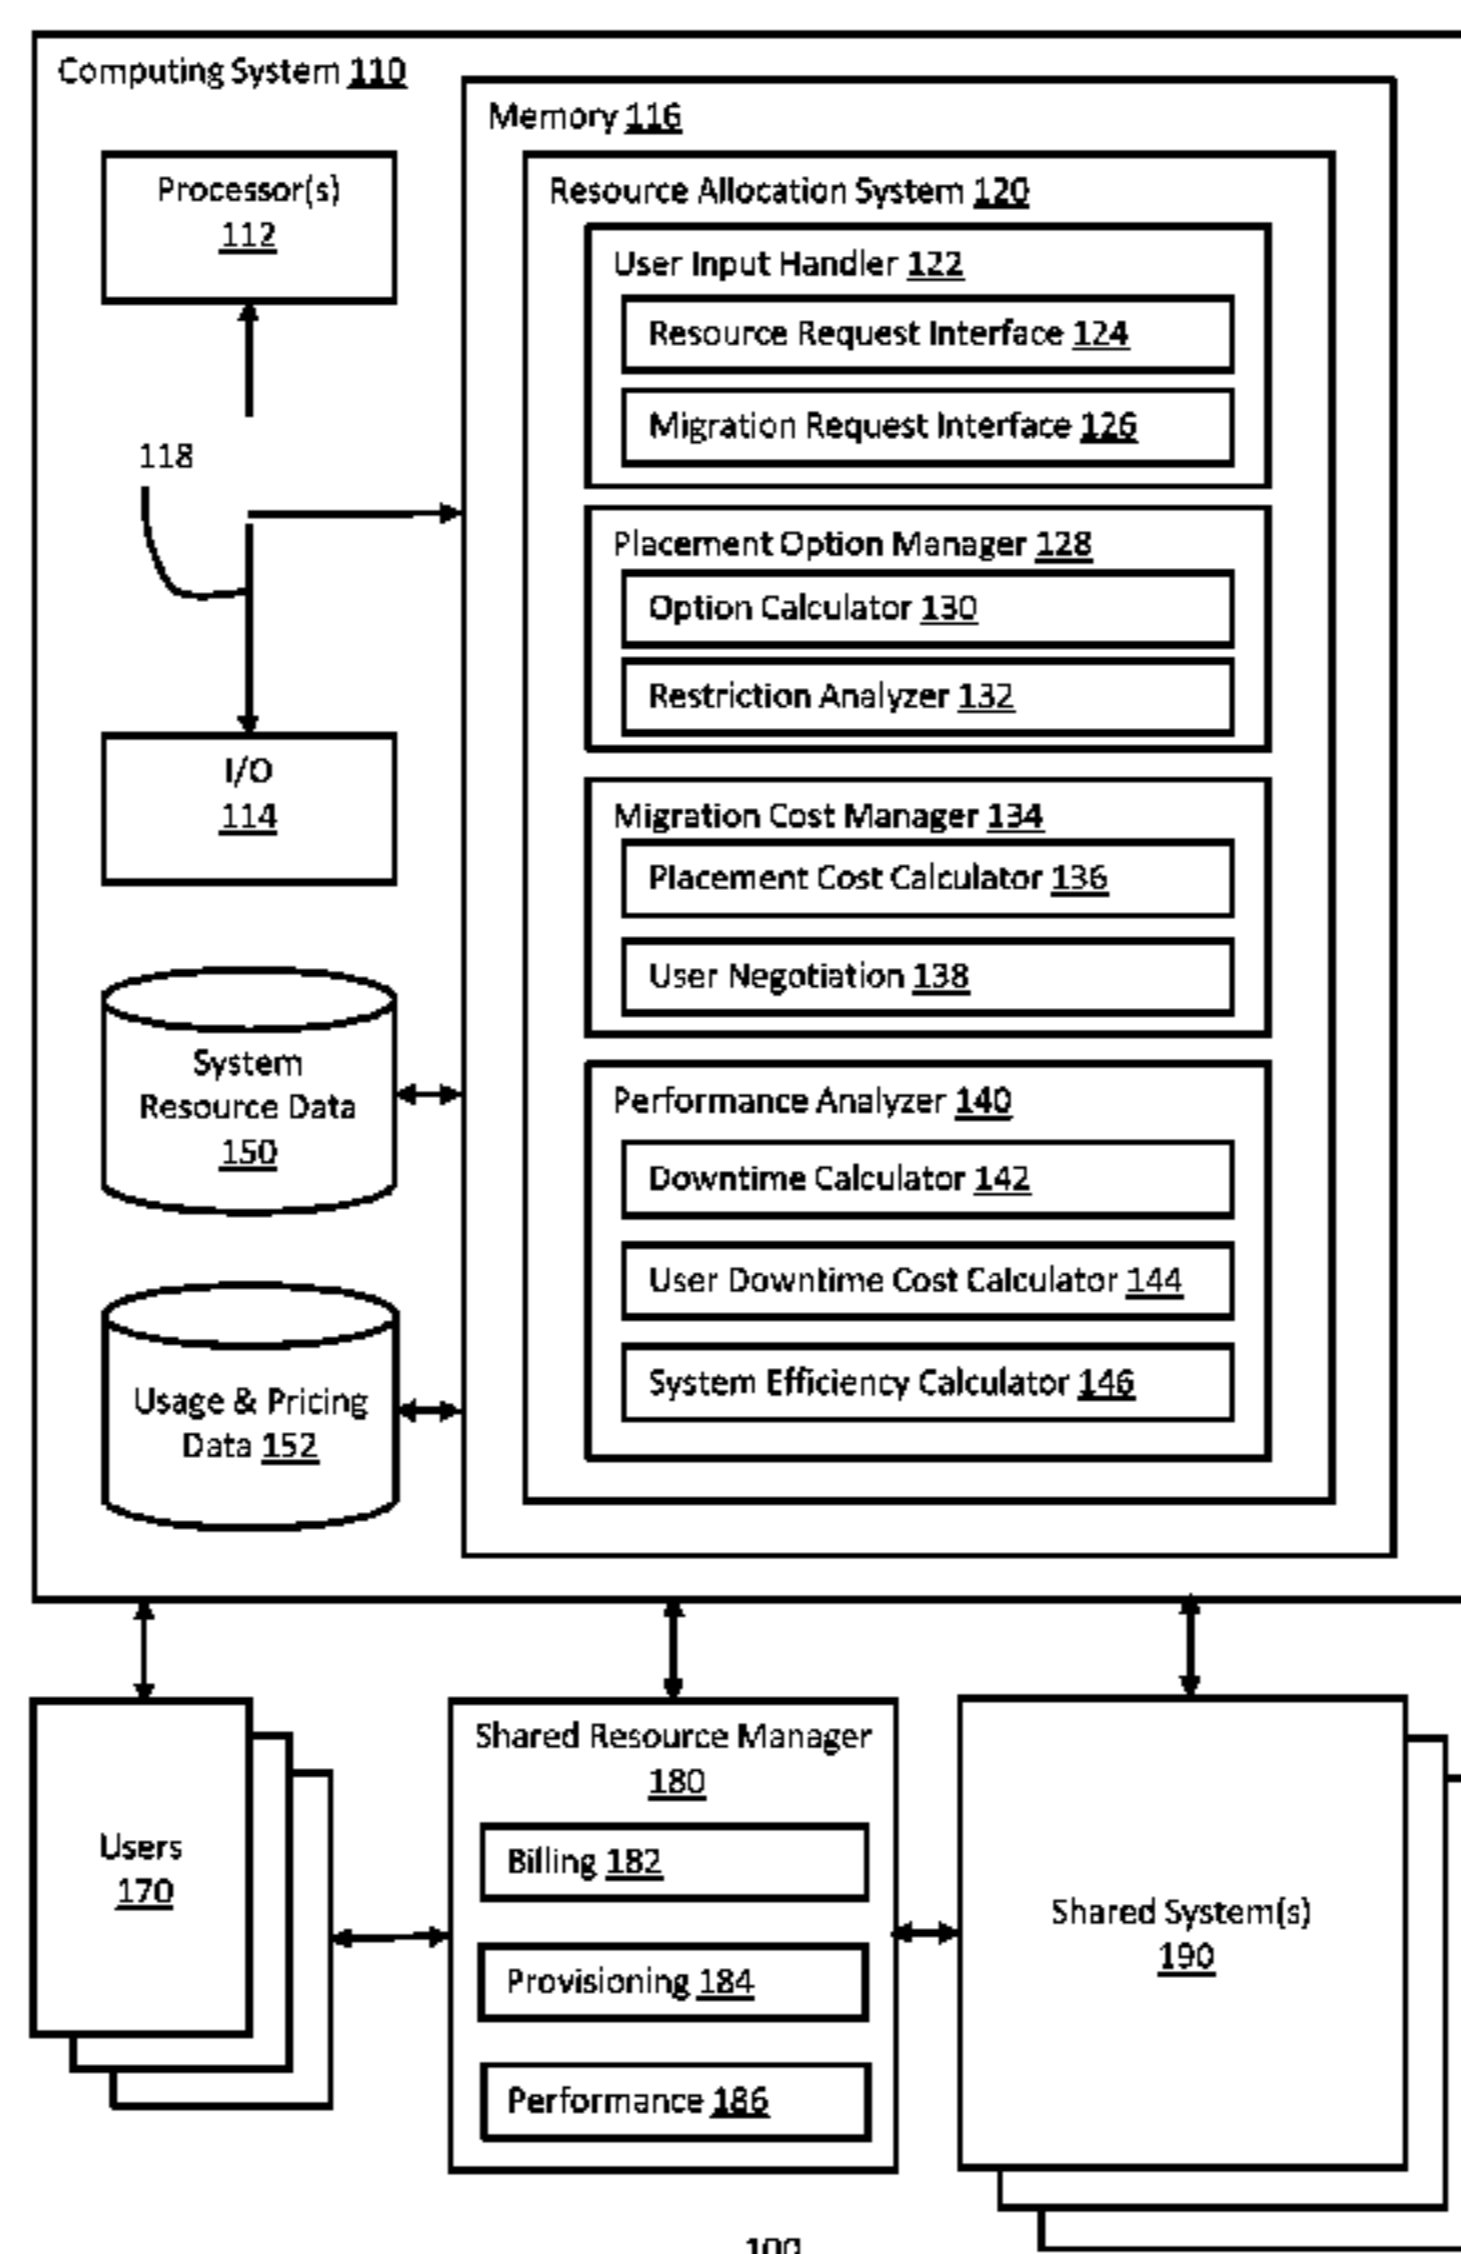 Computing System 110
Memory 116
Processor(s)
112
Resource Allocation System 120
User Input Handler 122
Resource Request Interface 124
Migration Request Interface 126
118
Placement Option Manager 128
Option Calculator 130
Restriction Analyzer 132
I/O
114
Migration Cost Manager 134
Placement Cost Calculator 136
User Negotiation 138
System
Resource Data
150
Performance Analyzer 140
Downtime Calculator 142
User Downtime Cost Calculator 144
System Efficiency Calculator 146
Usage & Pricing
Data 152
Users
170
Shared Resource Manager
180
Billing 182
Provisioning 184
Performance 186
Shared System(s)
190
100